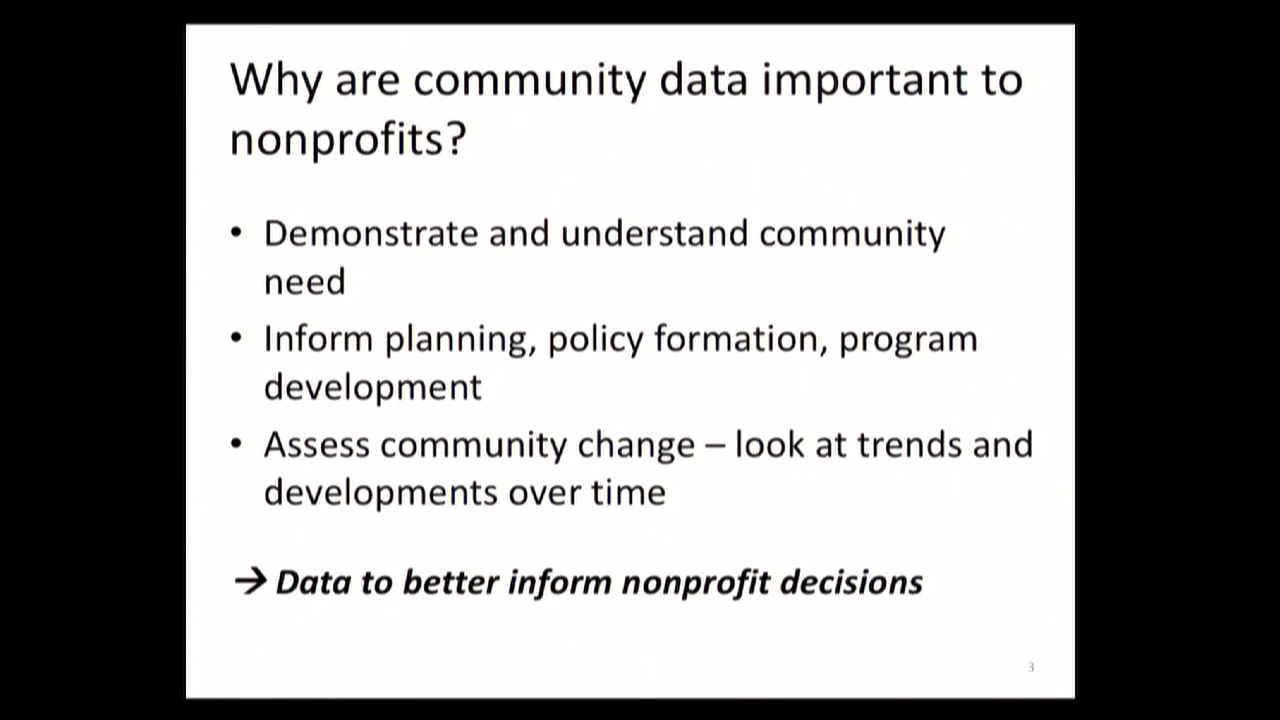 Why are community data important to
nonprofits?
• Demonstrate and understand community
need
• Inform planning, policy formation, program
development
• Assess community change – look at trends and
developments over time
→ Data to better inform nonprofit decisions
3